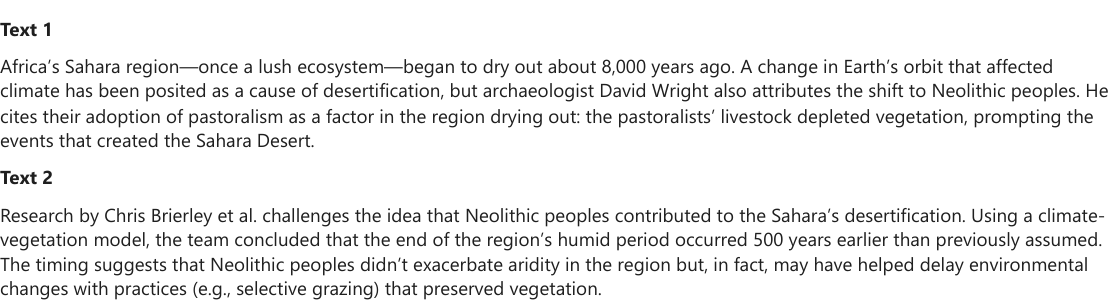 Text 1
Africa’s Sahara region—once a lush ecosystem—began to dry out about 8,000 years ago. A change in Earth’s orbit that affected
climate has been posited as a cause of desertification, but archaeologist David Wright also attributes the shift to Neolithic peoples. He
cites their adoption of pastoralism as a factor in the region drying out: the pastoralists’ livestock depleted vegetation, prompting the
events that created the Sahara Desert.
Text 2
Research by Chris Brierley et al. challenges the idea that Neolithic peoples contributed to the Sahara’s desertification. Using a climate-
vegetation model, the team concluded that the end of the region’s humid period occurred 500 years earlier than previously assumed.
The timing suggests that Neolithic peoples didn’t exacerbate aridity in the region but, in fact, may have helped delay environmental
changes with practices (e.g., selective grazing) that preserved vegetation.